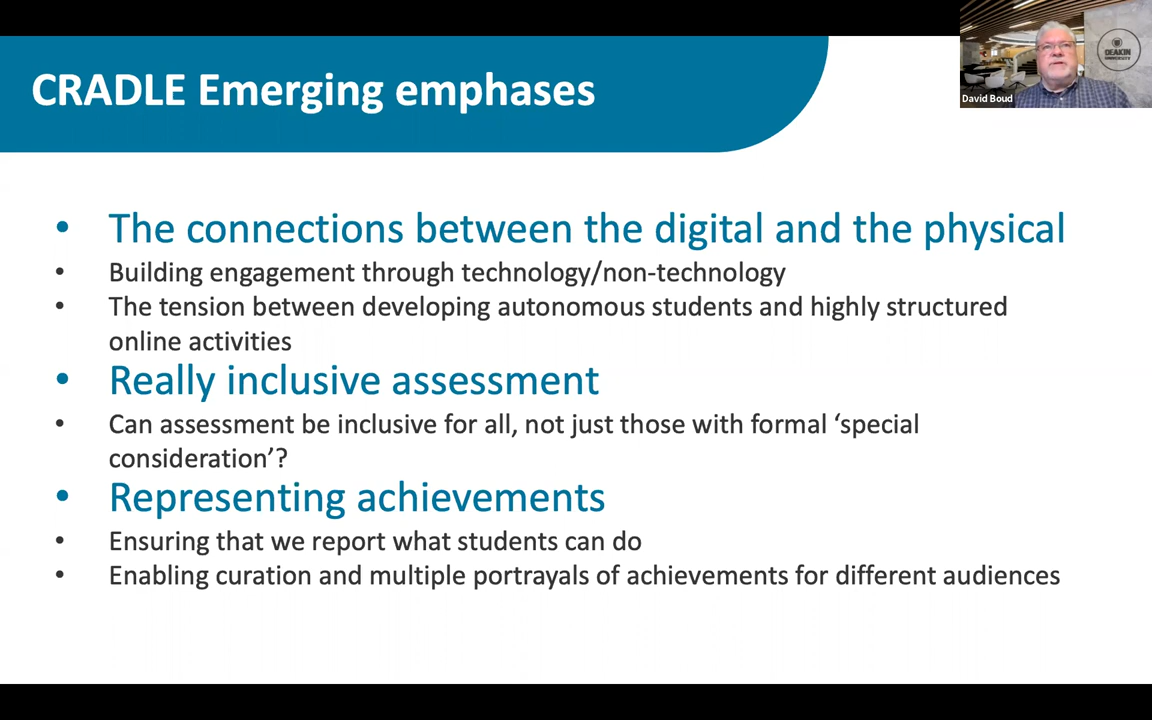 CRADLE Emerging emphases
DEAKIN
UNIVERSITY
David Boud
• The connections between the digital and the physical
• Building engagement through technology/non-technology
• The tension between developing autonomous students and highly structured
online activities
• Really inclusive assessment
• Can assessment be inclusive for all, not just those with formal ‘special
consideration’?
• Representing achievements
• Ensuring that we report what students can do
• Enabling curation and multiple portrayals of achievements for different audiences